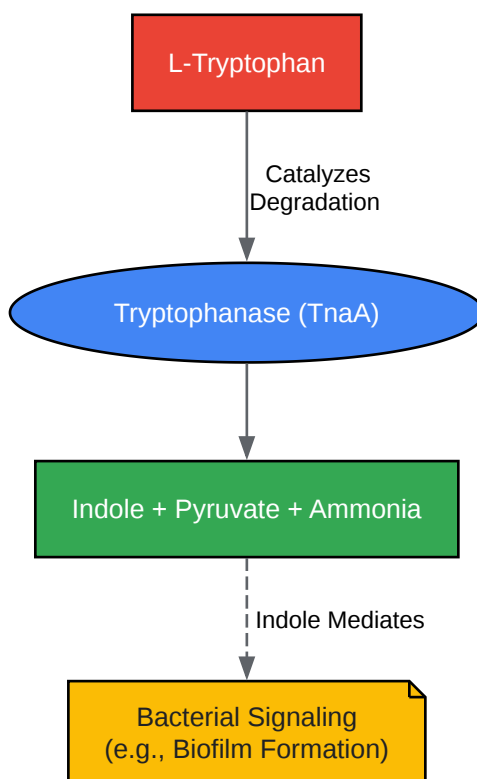 L-Tryptophan
Catalyzes
Degradation
Tryptophanase (TnaA)
Indole + Pyruvate + Ammonia
Indole Mediates
Bacterial Signaling
(e.g., Biofilm Formation)